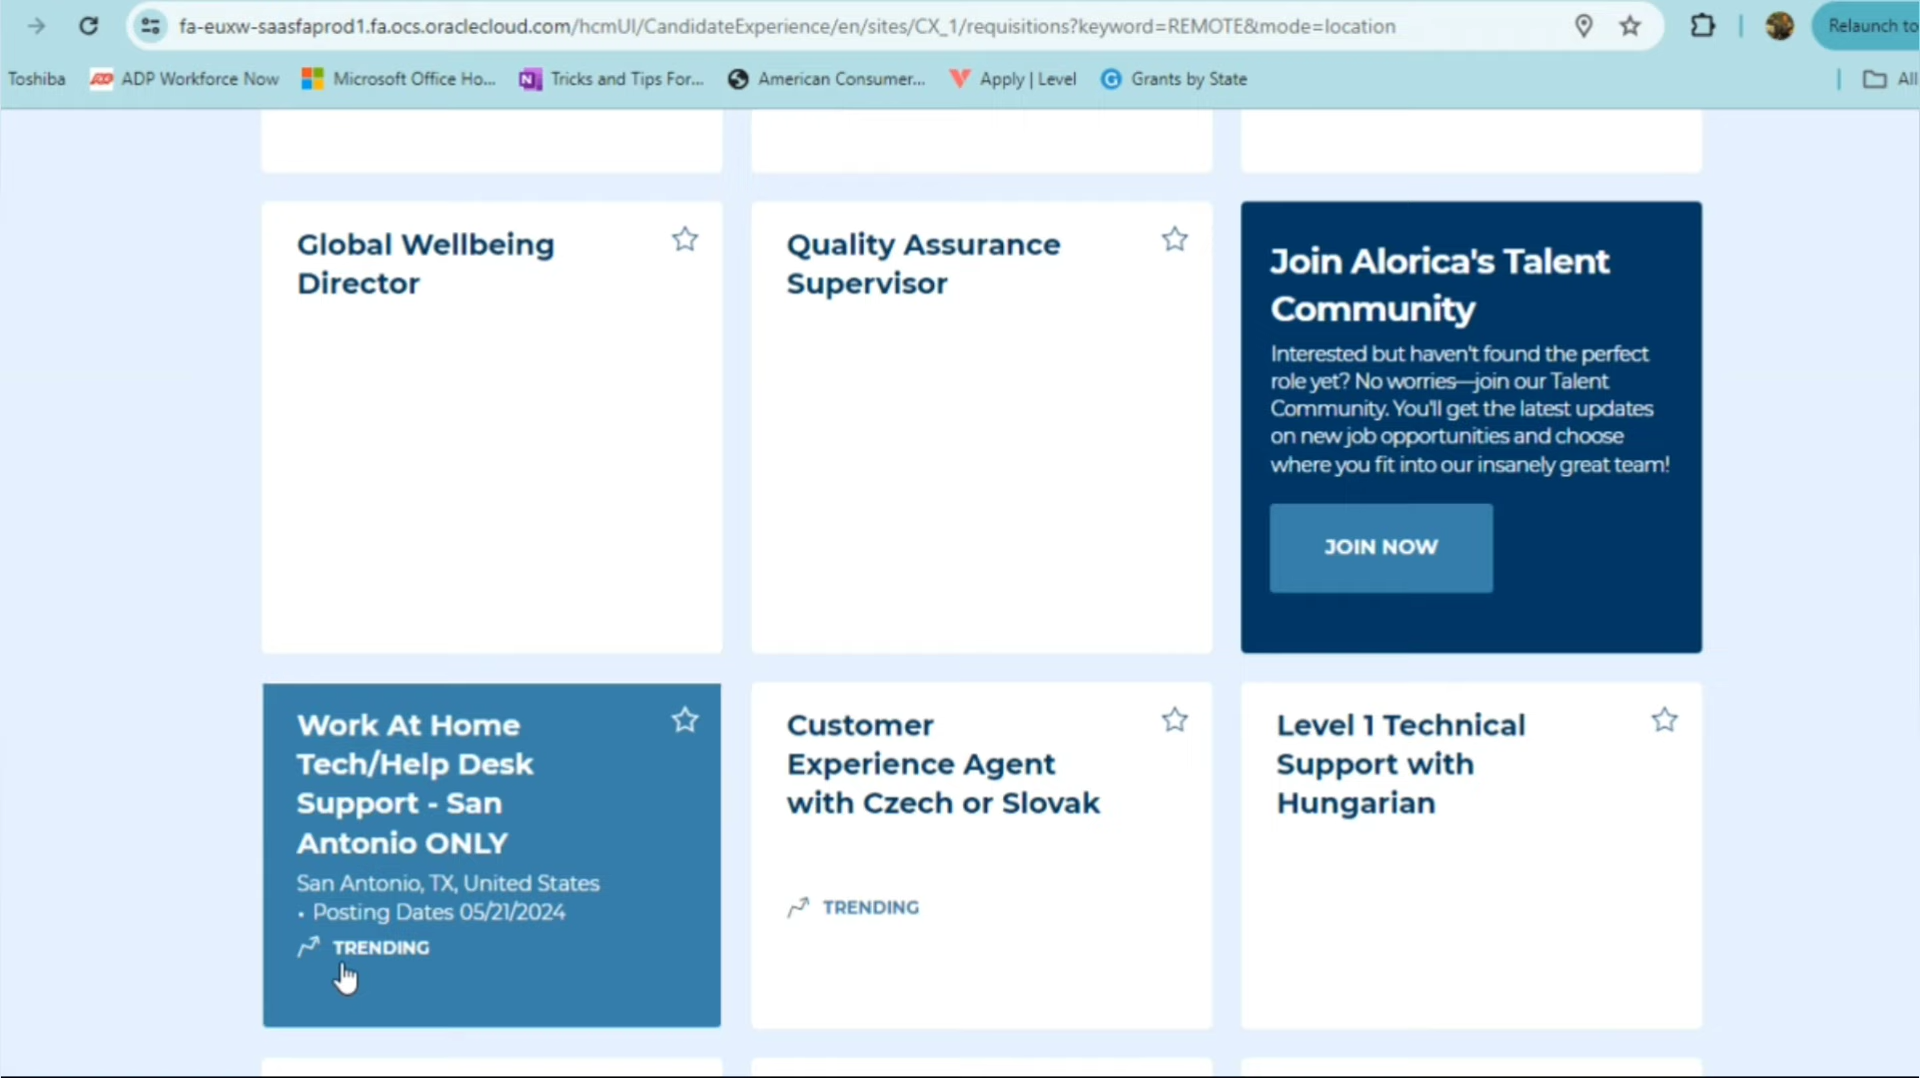 fa-euxw-saasfaprod1.fa.ocs.oraclecloud.com/hcmUI/CandidateExperience/en/sites/CX_1/requisitions?keyword=REMOTE&mode=location
Relaunch to
Toshiba
ADP Workforce Now
Microsoft Office Ho...
Tricks and Tips For...
American Consumer...
Apply | Level
Grants by State
All
Global Wellbeing
Director
Quality Assurance
Supervisor
Join Alorica's Talent
Community
Interested but haven't found the perfect
role yet? No worries—join our Talent
Community. You'll get the latest updates
on new job opportunities and choose
where you fit into our insanely great team!
JOIN NOW
Work At Home
Tech/Help Desk
Support - San
Antonio ONLY
San Antonio, TX, United States
• Posting Dates 05/21/2024
TRENDING
Customer
Experience Agent
with Czech or Slovak
TRENDING
Level 1 Technical
Support with
Hungarian